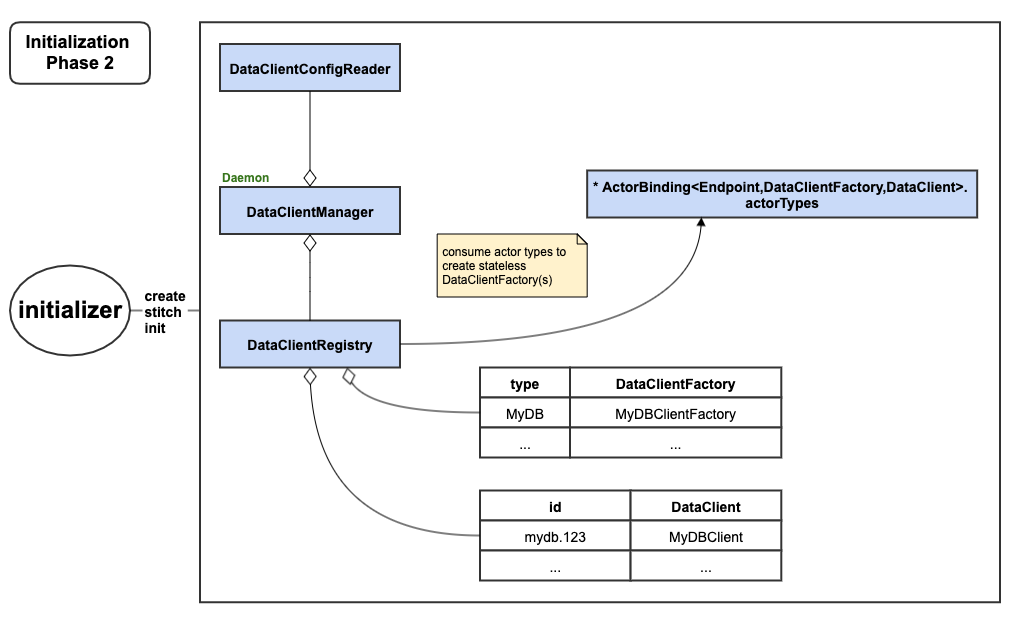 Initialization
Phase 2
DataClientConfigReader
Daemon
DataClientManager
* ActorBinding<Endpoint,DataClientFactory,DataClient>.
actorTypes
consume actor types to
create stateless
DataClientFactory(s)
initializer
create
stitch
init
DataClientRegistry
type DataClientFactory
MyDB MyDBClientFactory
... ...
id DataClient
mydb.123 MyDBClient
... ...